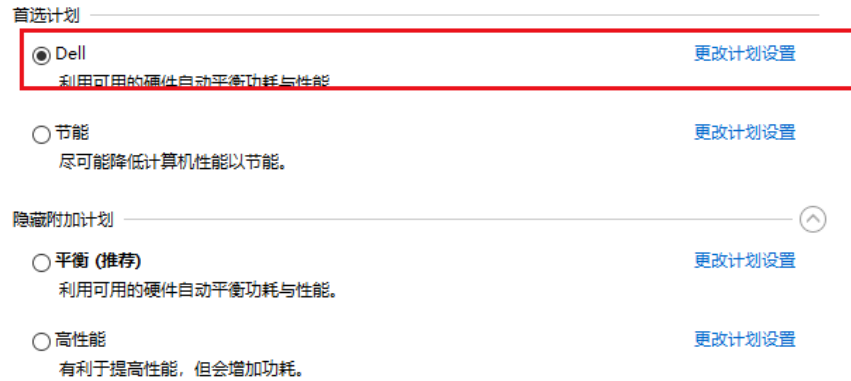 首选计划
Dell 更改计划设置
利用可用的硬件自动平衡功耗与性能
节能 更改计划设置
尽可能降低计算机性能以节能。
隐藏附加计划
平衡 (推荐) 更改计划设置
利用可用的硬件自动平衡功耗与性能。
高性能 更改计划设置
有利于提高性能，但会增加功耗。